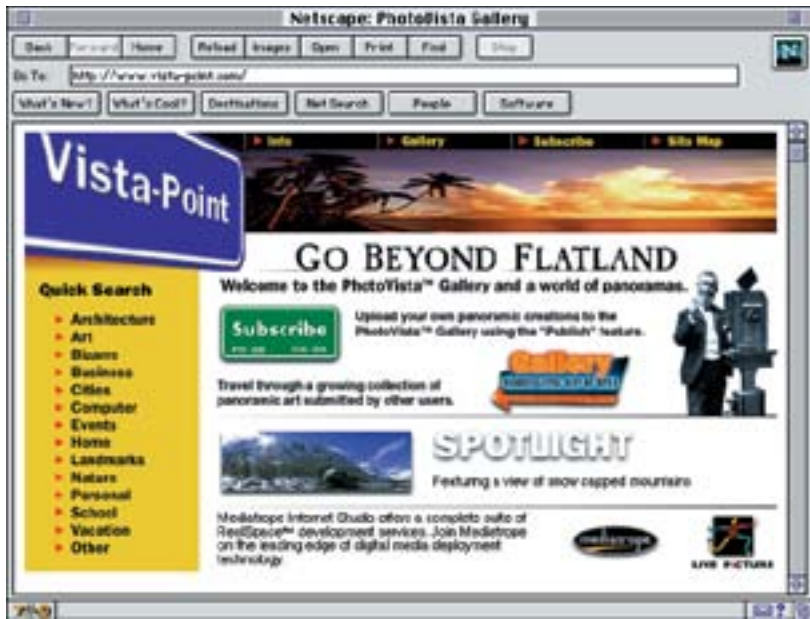 Netscape: PhotoVista Gallery
Back Forward Home Reload Images Open Print Find Stop
N
Go To: http://www.vista-point.com/
What's New! What's Cool? Destinations Net Search People Software
Info Gallery Subscribe Site Map
Vista-Point
GO BEYOND FLATLAND
Welcome to the PhotoVista™ Gallery and a world of panoramas.
Quick Search
Architecture
Art
Bizarre
Business
Cities
Computer
Events
Home
Landmarks
Nature
Personal
School
Vacation
Other
Subscribe
Upload your own panoramic creations to the
PhotoVista™ Gallery using the "Publish" feature.
Gallery
Travel through a growing collection of
panoramic art submitted by other users.
SPOTLIGHT
Featuring a view of snow capped mountains
Mediatrope Internet Studio offers a complete suite of
RealSpace™ development services. Join Mediatrope
on the leading edge of digital media deployment
technology.
mediatrope
LIVE PICTURE